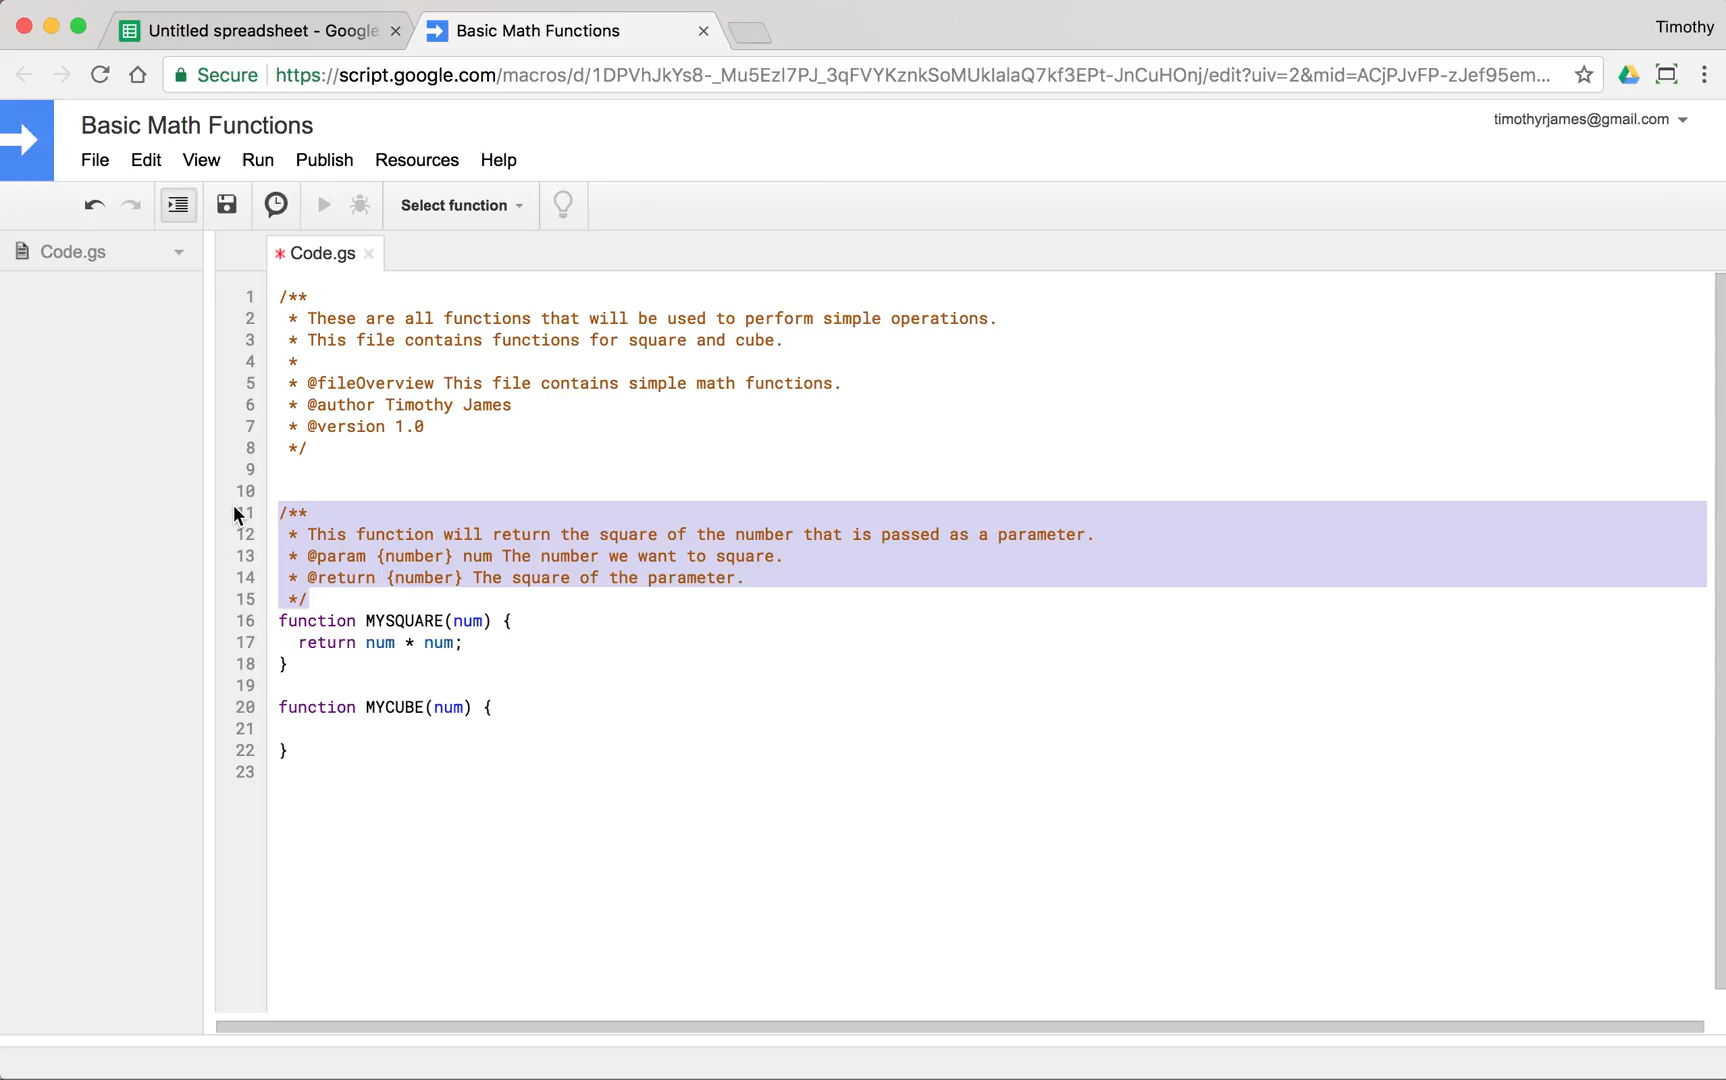 Untitled spreadsheet - Google
Basic Math Functions
Timothy
Secure
https://script.google.com/macros/d/1DPVhJkYs8-_Mu5EzI7PJ_3qFVYKznkSoMUklalaQ7kf3EPt-JnCuHOnj/edit?uiv=2&mid=ACjPJvFP-zJef95em...
Basic Math Functions
timothyrjames@gmail.com
File Edit View Run Publish Resources Help
Select function
Code.gs
* Code.gs
1 /**
2 * These are all functions that will be used to perform simple operations.
3 * This file contains functions for square and cube.
4 *
5 * @fileOverview This file contains simple math functions.
6 * @author Timothy James
7 * @version 1.0
8 */
9
10
11 /**
12 * This function will return the square of the number that is passed as a parameter.
13 * @param {number} num The number we want to square.
14 * @return {number} The square of the parameter.
15 */
16 function MYSQUARE(num) {
17 return num * num;
18 }
19
20 function MYCUBE(num) {
21
22 }
23